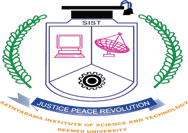 SIST
JUSTICE PEACE REVOLUTION
SATHYABAMA INSTITUTE OF SCIENCE AND TECHNOLOGY
DEEMED UNIVERSITY